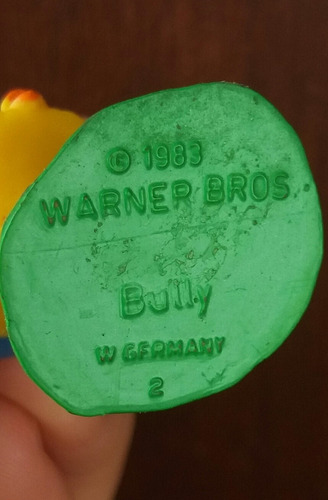 © 1983
WARNER BROS
Bully
W GERMANY
2